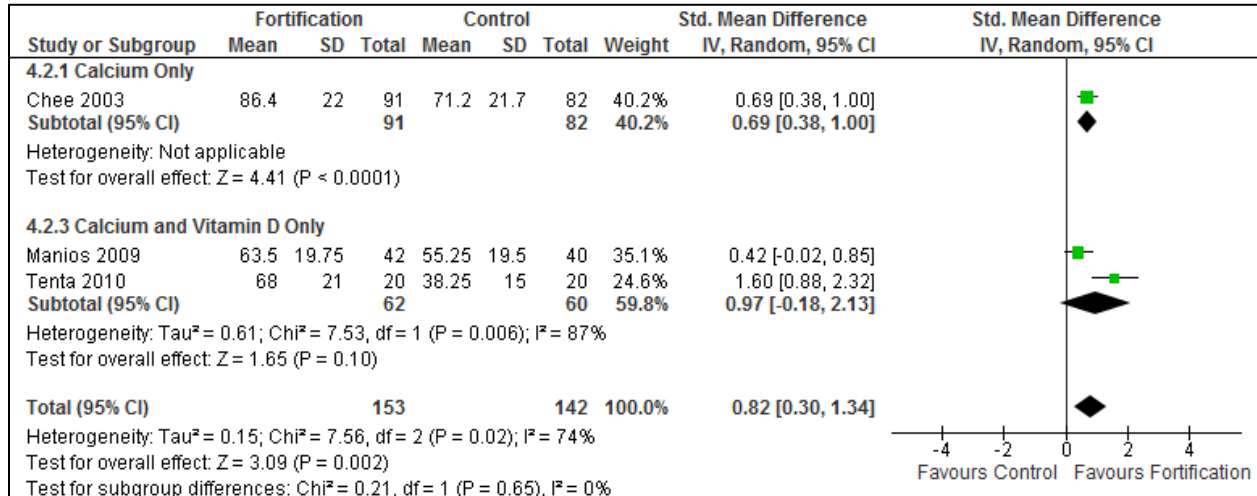 Fortification Control Std. Mean Difference Std. Mean Difference
Study or Subgroup Mean SD Total Mean SD Total Weight IV, Random, 95% CI IV, Random, 95% CI
4.2.1 Calcium Only
Chee 2003 86.4 22 91 71.2 21.7 82 40.2% 0.69 [0.38, 1.00]
Subtotal (95% CI) 91 82 40.2% 0.69 [0.38, 1.00]
Heterogeneity: Not applicable
Test for overall effect: Z = 4.41 (P < 0.0001)
4.2.3 Calcium and Vitamin D Only
Manios 2009 63.5 19.75 42 55.25 19.5 40 35.1% 0.42 [-0.02, 0.85]
Tenta 2010 68 21 20 38.25 15 20 24.6% 1.60 [0.88, 2.32]
Subtotal (95% CI) 62 60 59.8% 0.97 [-0.18, 2.13]
Heterogeneity: Tau² = 0.61; Chi² = 7.53, df = 1 (P = 0.006); I² = 87%
Test for overall effect: Z = 1.65 (P = 0.10)
Total (95% CI) 153 142 100.0% 0.82 [0.30, 1.34]
Heterogeneity: Tau² = 0.15; Chi² = 7.56, df = 2 (P = 0.02); I² = 74%
Test for overall effect: Z = 3.09 (P = 0.002)
Test for subgroup differences: Chi² = 0.21, df = 1 (P = 0.65), I² = 0%
-4 -2 0 2 4
Favours Control Favours Fortification